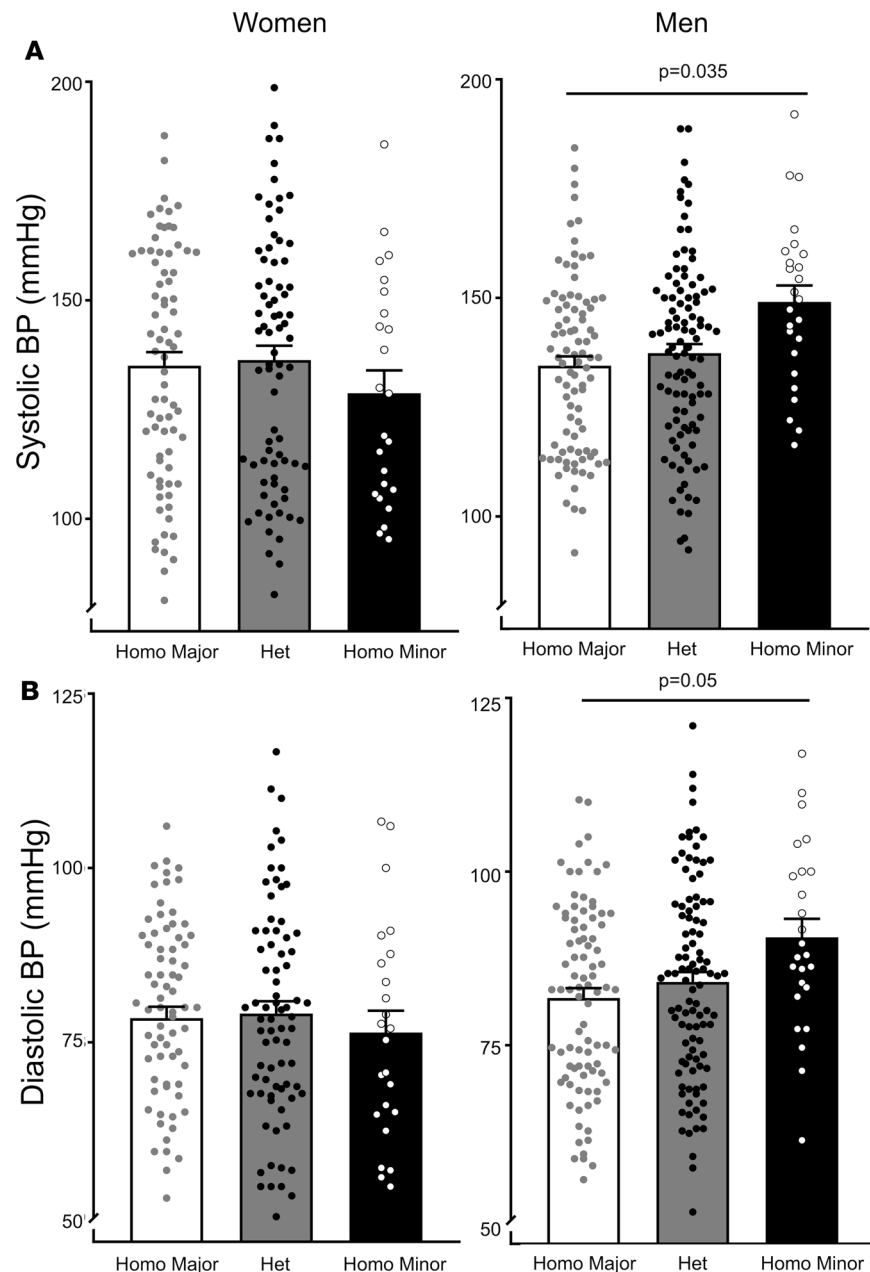 Women Men
A
Systolic BP (mmHg)
200
150
100
Homo Major Het Homo Minor
p=0.035
200
150
100
Homo Major Het Homo Minor
B
Diastolic BP (mmHg)
125
100
75
50
Homo Major Het Homo Minor
p=0.05
125
100
75
50
Homo Major Het Homo Minor